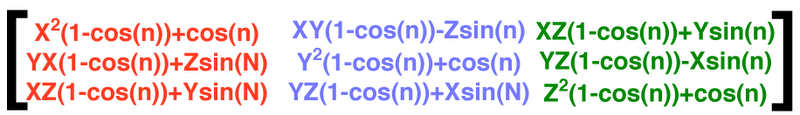 X²(1-cos(n))+cos(n) XY(1-cos(n))-Zsin(n) XZ(1-cos(n))+Ysin(n)
YX(1-cos(n))+Zsin(N) Y²(1-cos(n))+cos(n) YZ(1-cos(n))-Xsin(n)
XZ(1-cos(n))+Ysin(N) YZ(1-cos(n))+Xsin(N) Z²(1-cos(n))+cos(n)